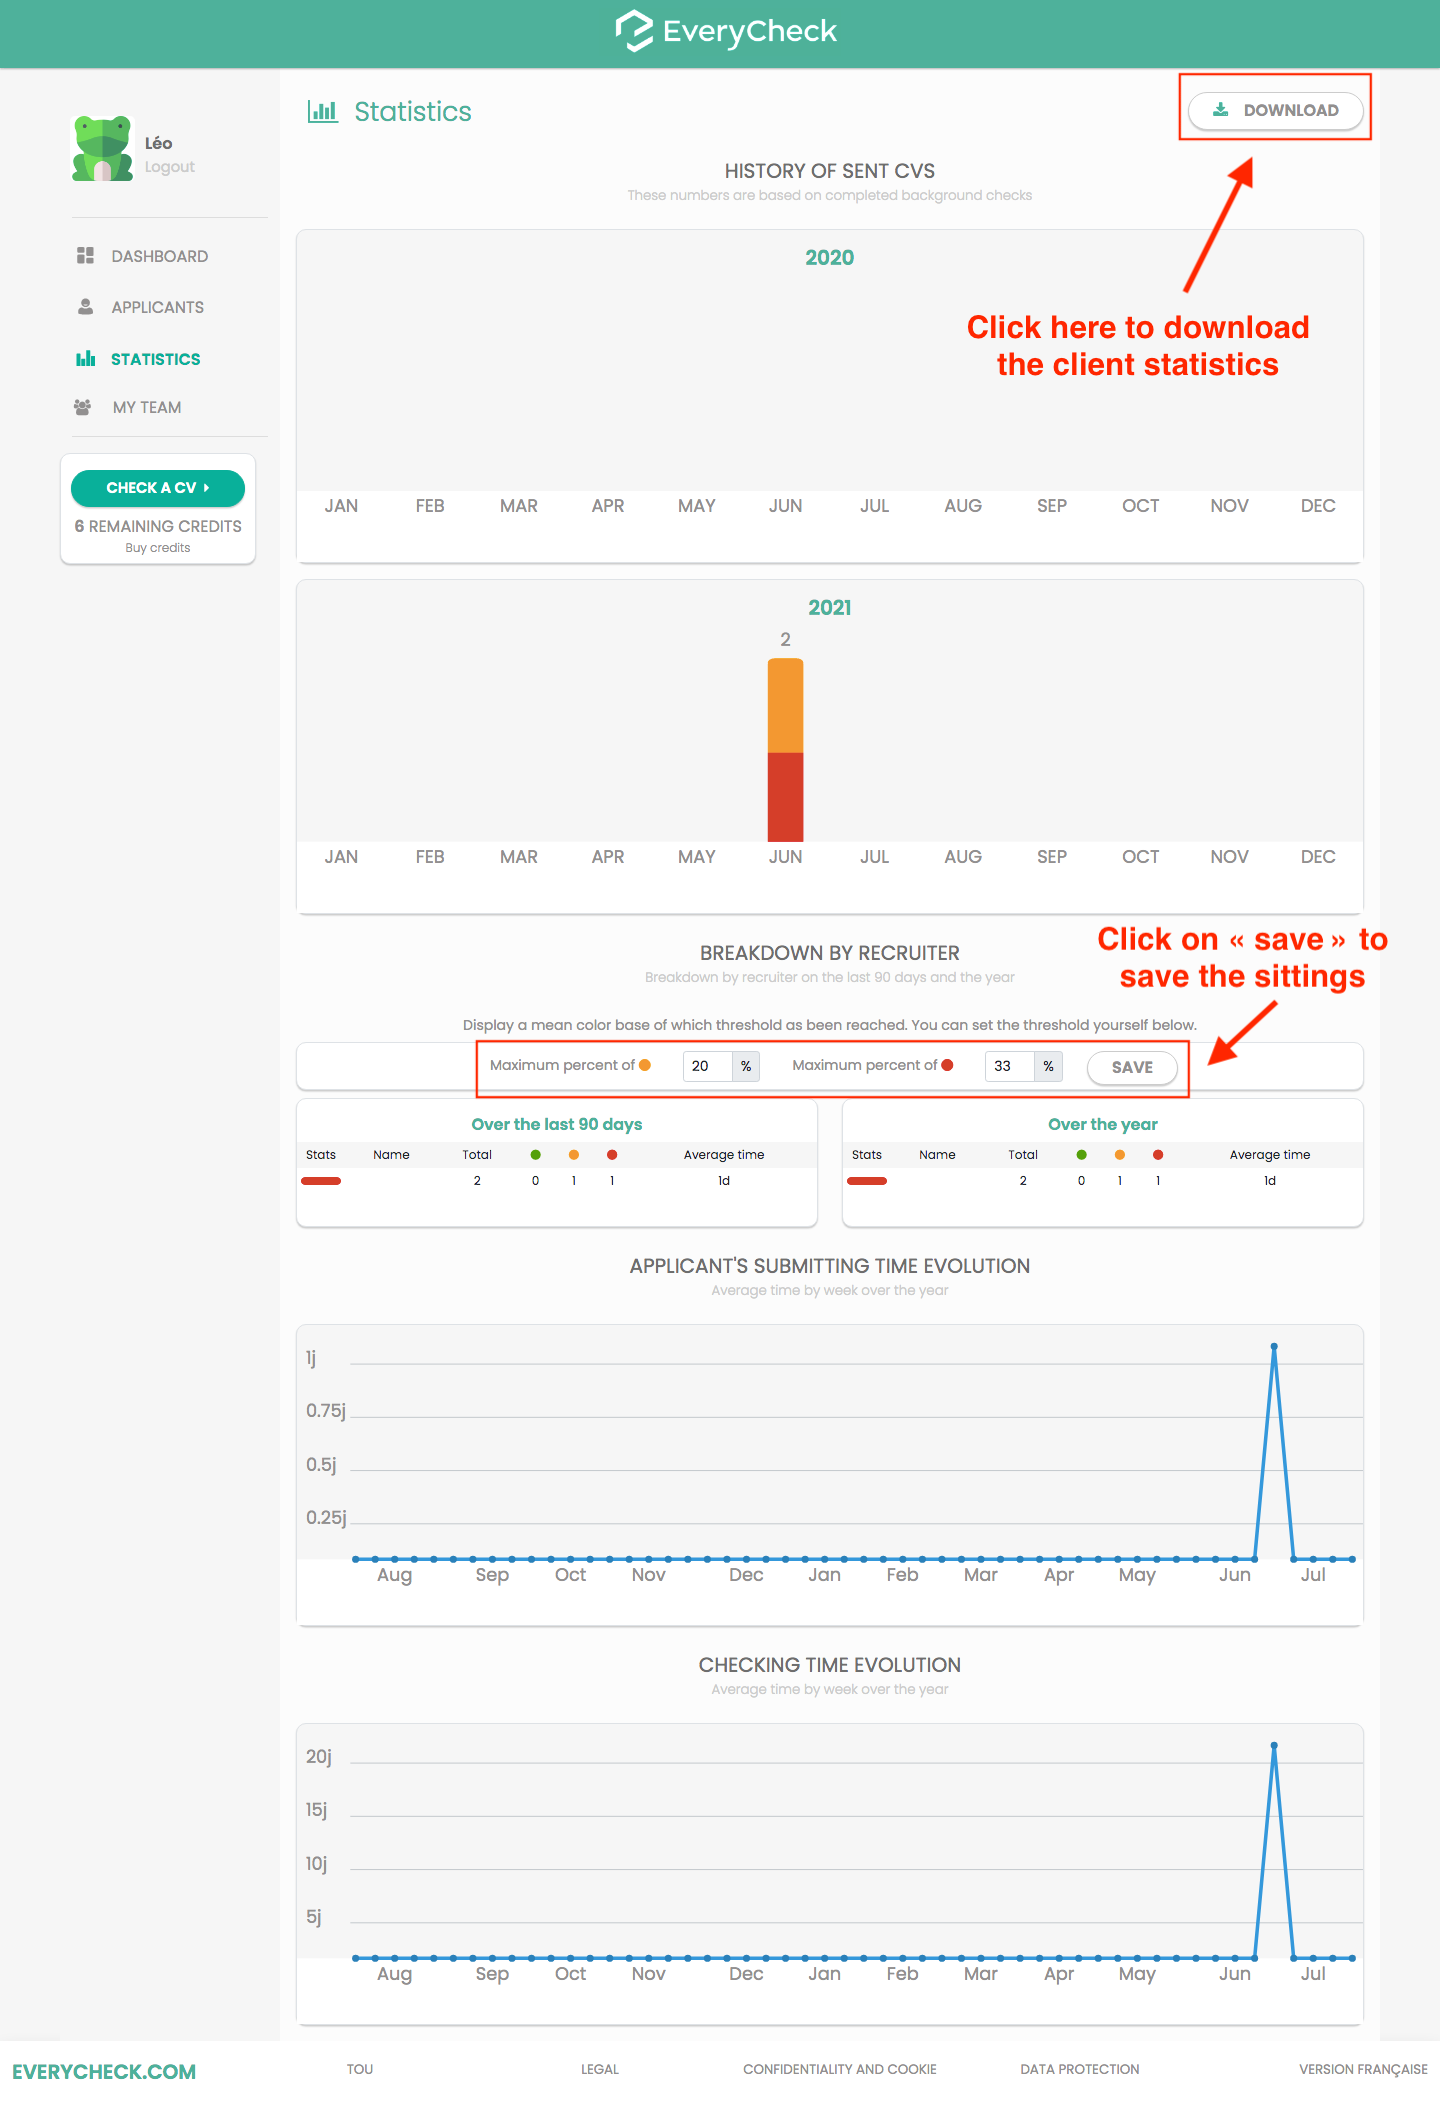 EveryCheck
Statistics
DOWNLOAD
Léo
Logout
HISTORY OF SENT CVS
These numbers are based on completed background checks
DASHBOARD
APPLICANTS
STATISTICS
MY TEAM
CHECK A CV
6 REMAINING CREDITS
Buy credits
2020
Click here to download
the client statistics
JAN FEB MAR APR MAY JUN JUL AUG SEP OCT NOV DEC
2021
2
JAN FEB MAR APR MAY JUN JUL AUG SEP OCT NOV DEC
Click on « save » to
save the sittings
BREAKDOWN BY RECRUITER
Breakdown by recruiter on the last 90 days and the year
Display a mean color base of which threshold as been reached. You can set the threshold yourself below.
Maximum percent of 20 % Maximum percent of 33 % SAVE
Over the last 90 days
Stats Name Total Average time
2 0 1 1 1d
Over the year
Stats Name Total Average time
2 0 1 1 1d
APPLICANT'S SUBMITTING TIME EVOLUTION
Average time by week over the year
1j
0.75j
0.5j
0.25j
Aug Sep Oct Nov Dec Jan Feb Mar Apr May Jun Jul
CHECKING TIME EVOLUTION
Average time by week over the year
20j
15j
10j
5j
Aug Sep Oct Nov Dec Jan Feb Mar Apr May Jun Jul
EVERYCHECK.COM TOU LEGAL CONFIDENTIALITY AND COOKIE DATA PROTECTION VERSION FRANÇAISE